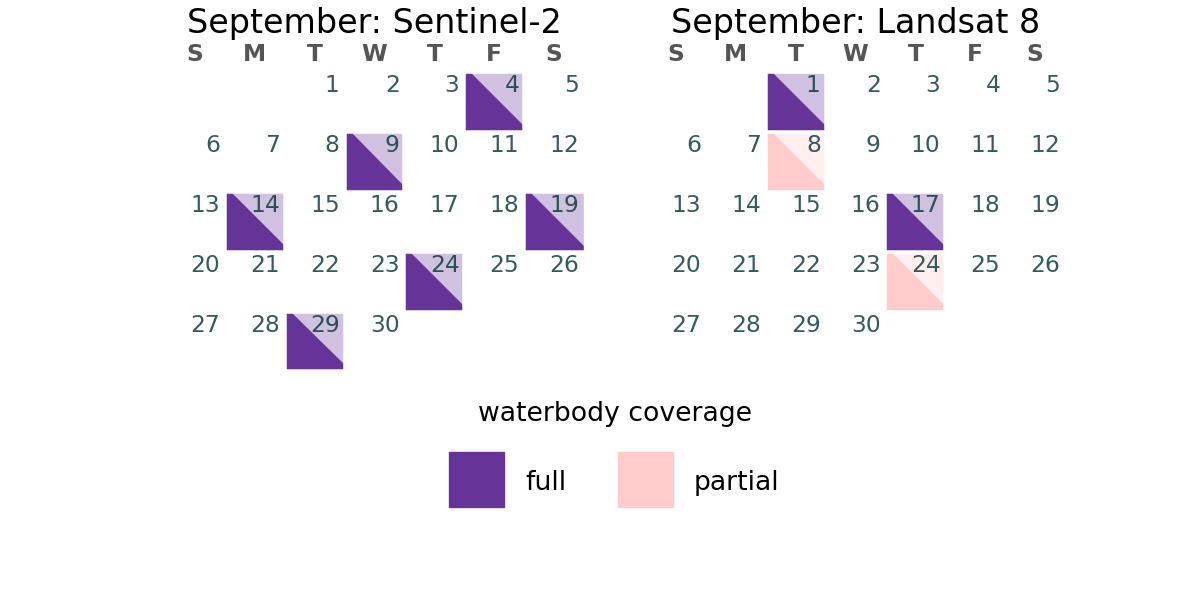 September: Sentinel-2
S M T W T F S
1 2 3 4 5
6 7 8 9 10 11 12
13 14 15 16 17 18 19
20 21 22 23 24 25 26
27 28 29 30
September: Landsat 8
S M T W T F S
1 2 3 4 5
6 7 8 9 10 11 12
13 14 15 16 17 18 19
20 21 22 23 24 25 26
27 28 29 30
waterbody coverage
full partial